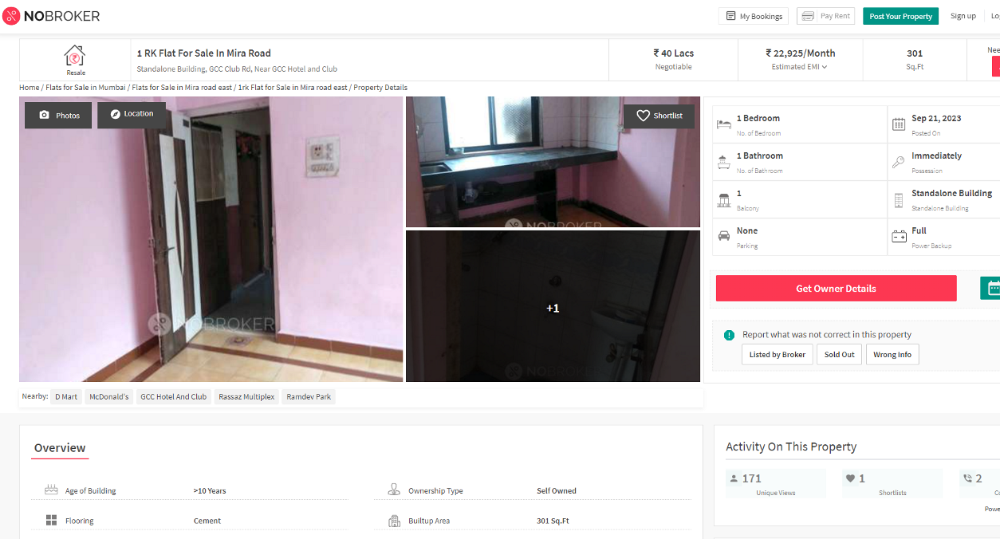 NOBROKER
My Bookings
Pay Rent
Post Your Property
Sign up
Resale
1 RK Flat For Sale In Mira Road
Standalone Building, GCC Club Rd, Near GCC Hotel and Club
₹ 40 Lacs
Negotiable
₹ 22,925/Month
Estimated EMI
301
Sq.Ft
Home / Flats for Sale in Mumbai / Flats for Sale in Mira road east / 1rk Flat for Sale in Mira road east / Property Details
Photos
Location
Shortlist
NOBROKER
NOBROKER
+1
NOBROKER
1 Bedroom
No. of Bedroom
Sep 21, 2023
Posted On
1 Bathroom
No. of Bathroom
Immediately
Possession
1
Balcony
Standalone Building
Standalone Building
None
Parking
Full
Power Backup
Get Owner Details
Report what was not correct in this property
Listed by Broker
Sold Out
Wrong Info
Nearby: D Mart McDonald's GCC Hotel And Club Rassaz Multiplex Ramdev Park
Overview
Age of Building >10 Years
Ownership Type Self Owned
Flooring Cement
Builtup Area 301 Sq.Ft
Activity On This Property
171
Unique Views
1
Shortlists
2